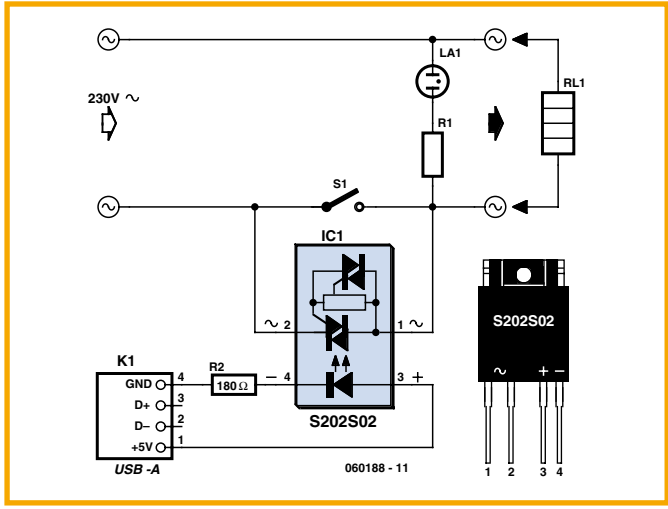 LA1
230V ~
R1
RL1
S1
IC1
~ 2
1 ~
S202S02
~ + −
K1
GND 4
R2
180Ω
− 4
3 +
D+ 3
D− 2
+5V 1
S202S02
USB -A
060188 - 11
1 2 3 4